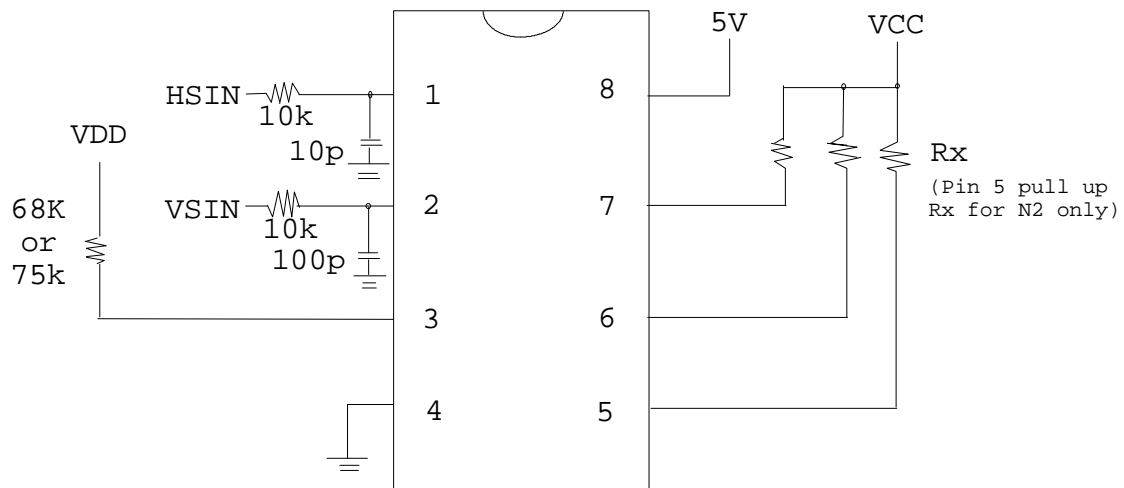 5V
VCC
HSIN
1
8
10k
VDD
10p
Rx
(Pin 5 pull up
Rx for N2 only)
68K
or
75k
VSIN
2
7
10k
100p
3
6
4
5